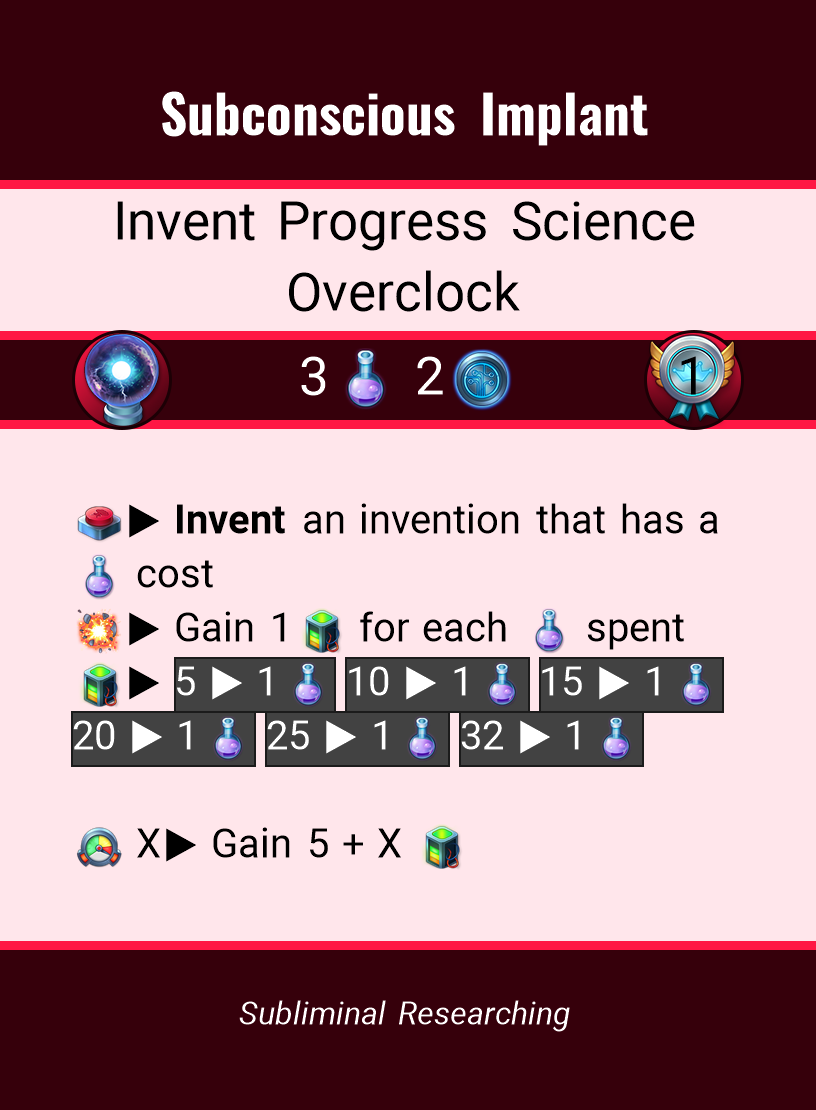 Subconscious Implant
Invent Progress Science
Overclock
3 2 1
▶ Invent an invention that has a
cost
▶ Gain 1 for each spent
▶ 5 ▶ 1 10 ▶ 1 15 ▶ 1
20 ▶ 1 25 ▶ 1 32 ▶ 1
X▶ Gain 5 + X
Subliminal Researching